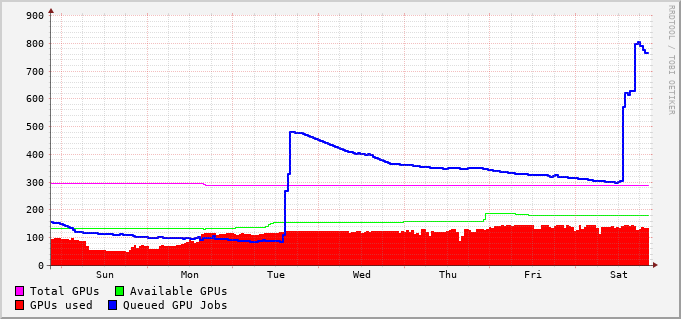 900
800
700
600
500
400
300
200
100
0
Sun Mon Tue Wed Thu Fri Sat
Total GPUs Available GPUs
GPUs used Queued GPU Jobs
RRDTOOL / TOBI OETIKER